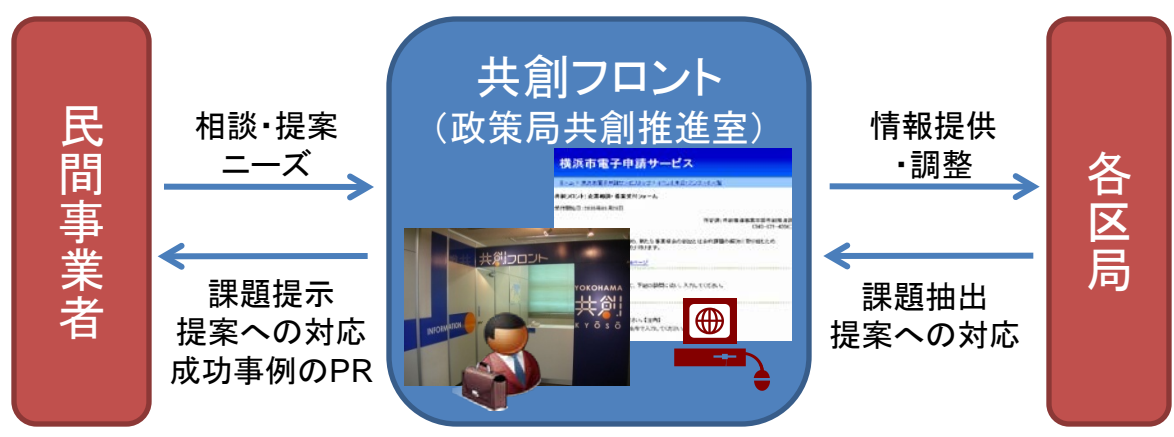 民間事業者
相談・提案
ニーズ
課題提示
提案への対応
成功事例のPR
共創フロント
（政策局共創推進室）
横浜市電子申請サービス
共創フロント
YOKOHAMA
共創
KYŌSŌ
INFORMATION
情報提供
・調整
課題抽出
提案への対応
各区局